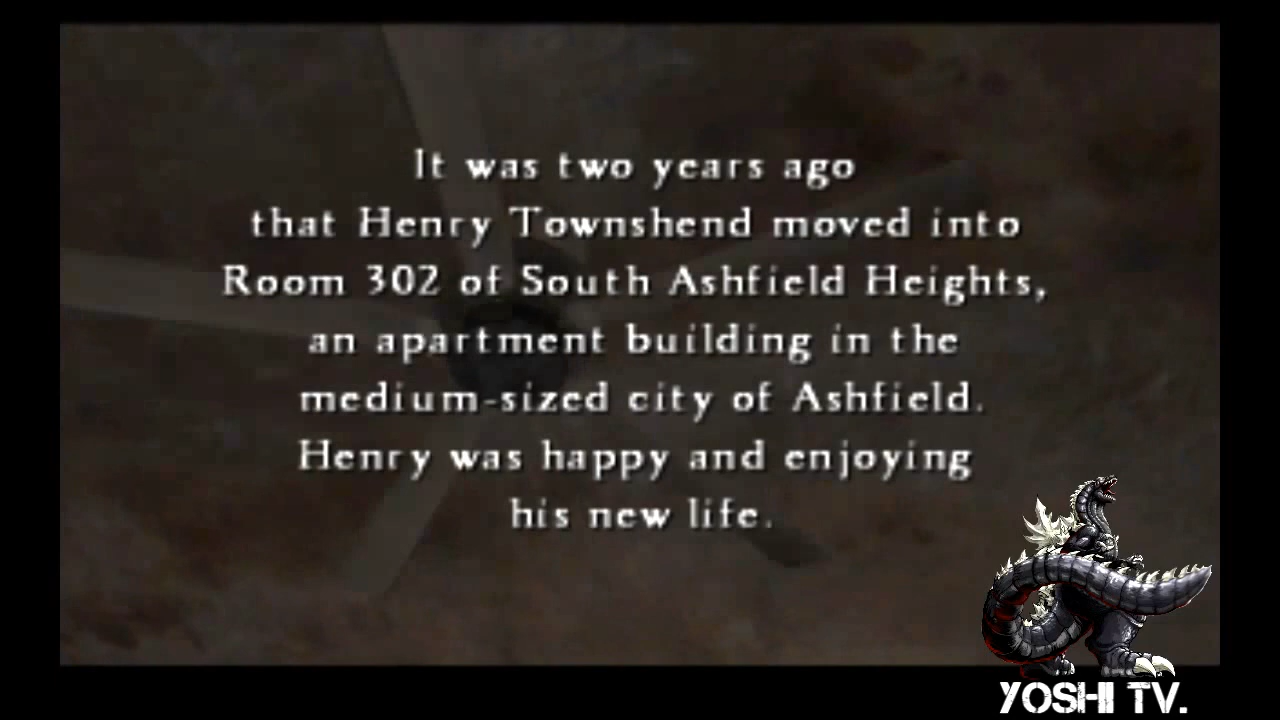 It was two years ago
that Henry Townshend moved into
Room 302 of South Ashfield Heights,
an apartment building in the
medium-sized city of Ashfield.
Henry was happy and enjoying
his new life.
YOSHI TV.